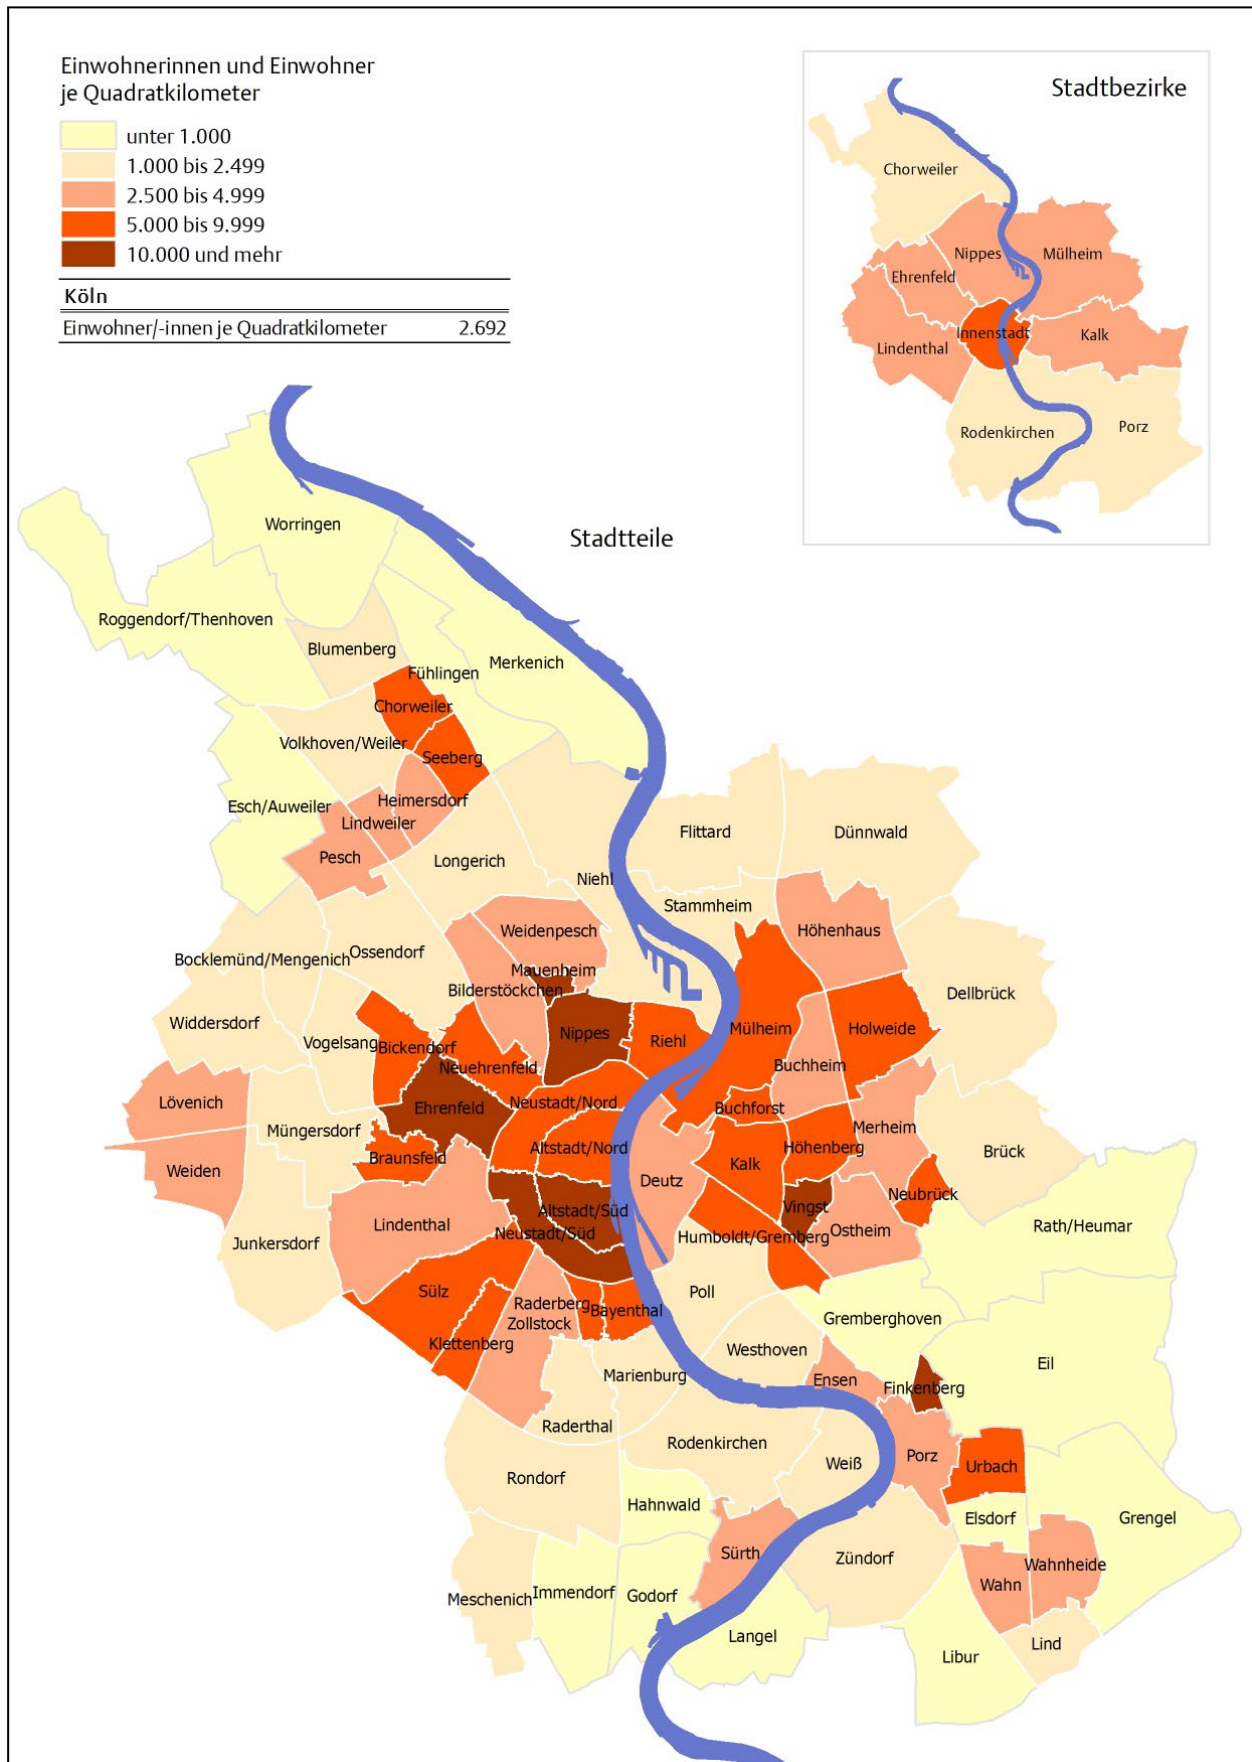 Einwohnerinnen und Einwohner
je Quadratkilometer
unter 1.000
1.000 bis 2.499
2.500 bis 4.999
5.000 bis 9.999
10.000 und mehr
Köln
Einwohner/-innen je Quadratkilometer 2.692
Stadtbezirke
Chorweiler
Nippes
Mülheim
Ehrenfeld
Innenstadt
Kalk
Lindenthal
Rodenkirchen
Porz
Stadtteile
Worringen
Roggendorf/Thenhoven
Blumenberg
Fühlingen
Merkenich
Chorweiler
Volkhoven/Weiler
Seeberg
Esch/Auweiler
Heimersdorf
Lindweiler
Pesch
Longerich
Niehl
Flittard
Dünnwald
Stammheim
Höhenhaus
Weidenpesch
Ossendorf
Bocklemünd/Mengenich
Mauenheim
Bilderstöckchen
Dellbrück
Widdersdorf
Vogelsang
Bickendorf
Nippes
Riehl
Mülheim
Holweide
Neuehrenfeld
Buchheim
Lövenich
Ehrenfeld
Neustadt/Nord
Buchforst
Müngersdorf
Merheim
Braunsfeld
Altstadt/Nord
Höhenberg
Brück
Weiden
Deutz
Kalk
Neubrück
Lindenthal
Altstadt/Süd
Vingst
Rath/Heumar
Junkersdorf
Neustadt/Süd
Humboldt/Gremberg
Ostheim
Sülz
Raderberg
Zollstock
Bayenthal
Poll
Gremberghoven
Klettenberg
Westhoven
Eil
Marienburg
Ensen
Finkenberg
Raderthal
Rodenkirchen
Weiß
Porz
Urbach
Rondorf
Hahnwald
Elsdorf
Grengel
Sürth
Zündorf
Wahnheide
Wahn
Meschenich
Immendorf
Godorf
Langel
Libur
Lind